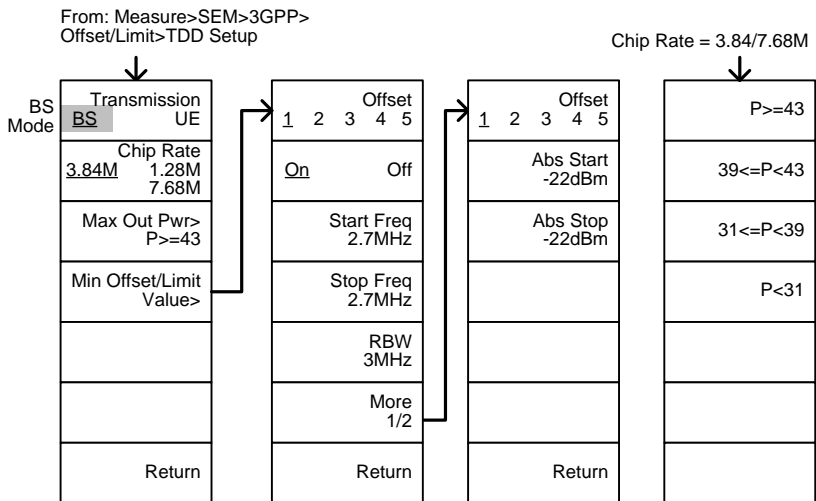 From: Measure>SEM>3GPP>
Offset/Limit>TDD Setup
Chip Rate = 3.84/7.68M
BS
Mode
Transmission
BS UE
Chip Rate
3.84M 1.28M
7.68M
Max Out Pwr>
P>=43
Min Offset/Limit
Value>
Return
Offset
1 2 3 4 5
On Off
Start Freq
2.7MHz
Stop Freq
2.7MHz
RBW
3MHz
More
1/2
Return
Offset
1 2 3 4 5
Abs Start
-22dBm
Abs Stop
-22dBm
Return
P>=43
39<=P<43
31<=P<39
P<31